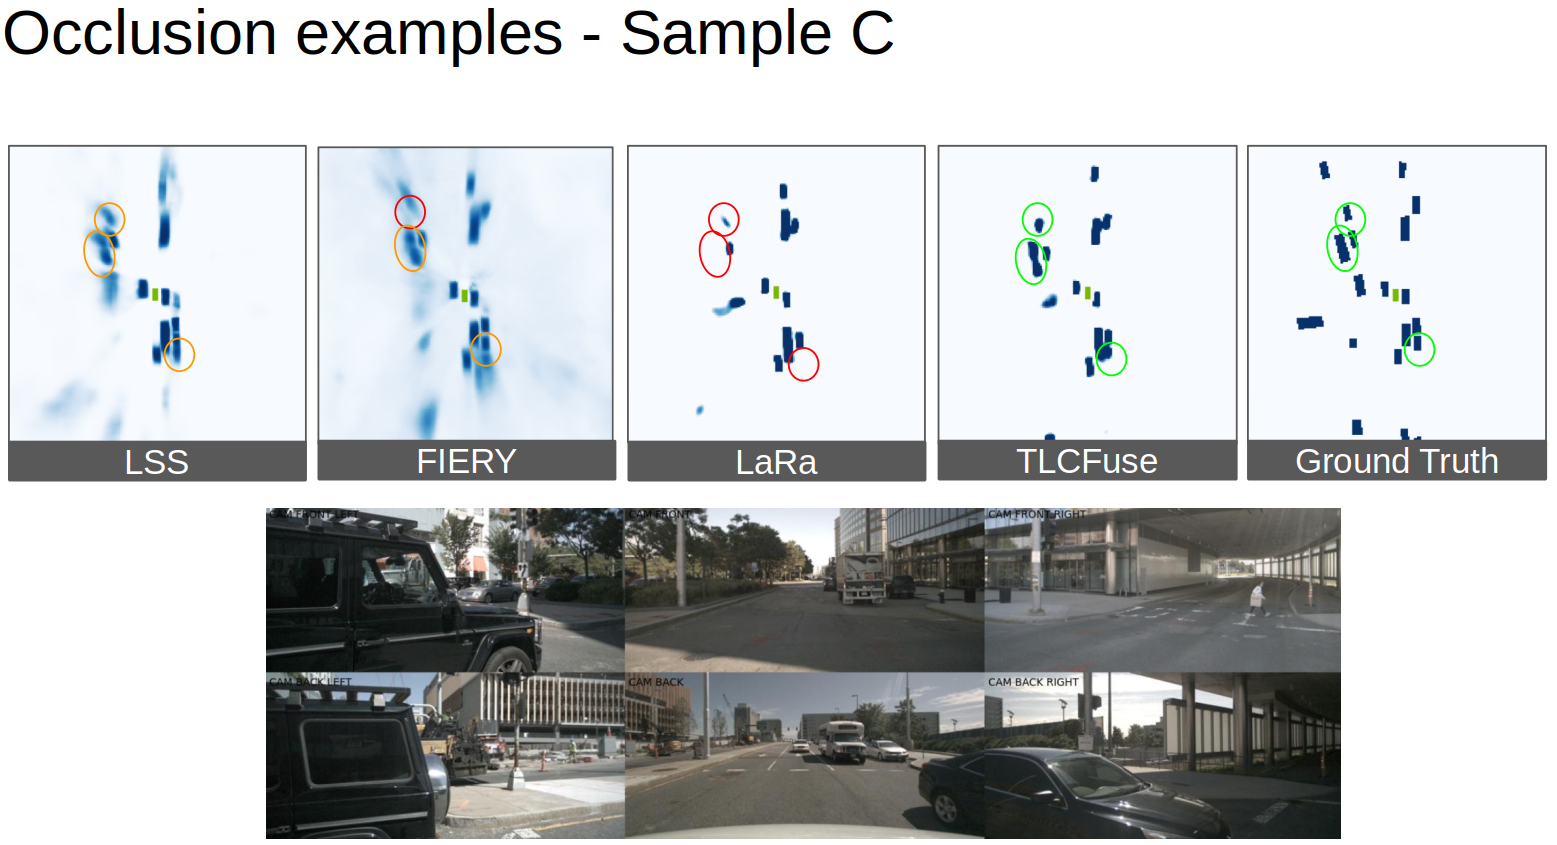 Occlusion examples - Sample C
LSS
FIERY
LaRa
TLCFuse
Ground Truth
CAM FRONT LEFT
CAM FRONT
CAM FRONT RIGHT
CAM BACK LEFT
CAM BACK
CAM BACK RIGHT